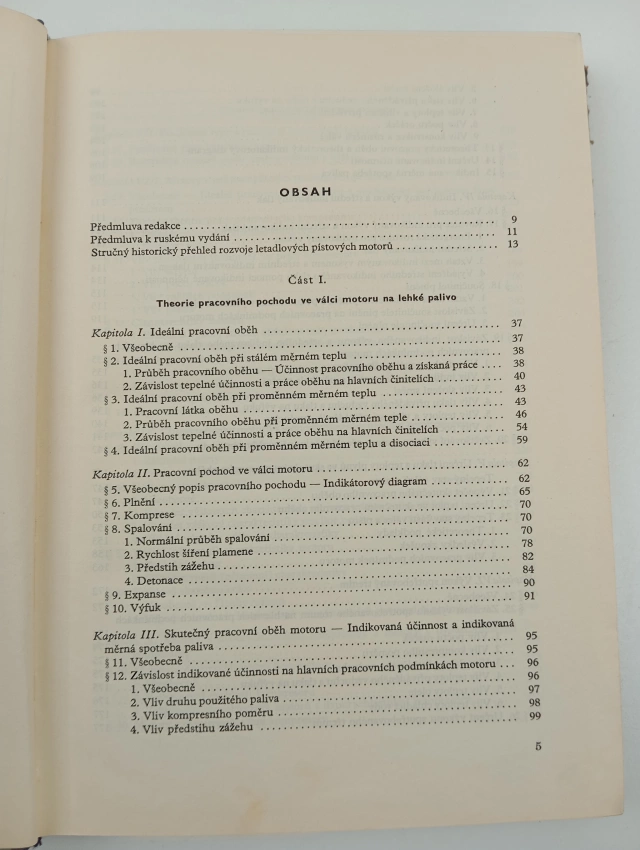 OBSAH
Předmluva redakce 9
Předmluva k ruskému vydání 11
Stručný historický přehled rozvoje letadlových pístových motorů 13
Část I.
Theorie pracovního pochodu ve válci motoru na lehké palivo
Kapitola I. Ideální pracovní oběh 37
§ 1. Všeobecně 37
§ 2. Ideální pracovní oběh při stálém měrném teplu 38
1. Průběh pracovního oběhu — Účinnost pracovního oběhu a získaná práce 38
2. Závislost tepelné účinnosti a práce oběhu na hlavních činitelích 40
§ 3. Ideální pracovní oběh při proměnném měrném teplu 43
1. Pracovní látka oběhu 43
2. Průběh pracovního oběhu při proměnném měrném teple 46
3. Závislost tepelné účinnosti a práce oběhu na hlavních činitelích 54
§ 4. Ideální pracovní oběh při proměnném měrném teplu a disociaci 59
Kapitola II. Pracovní pochod ve válci motoru 62
§ 5. Všeobecný popis pracovního pochodu — Indikátorový diagram 62
§ 6. Plnění 65
§ 7. Komprese 70
§ 8. Spalování 70
1. Normální průběh spalování 70
2. Rychlost šíření plamene 78
3. Předstih zážehu 82
4. Detonace 84
§ 9. Expanse 90
§ 10. Výfuk 91
Kapitola III. Skutečný pracovní oběh motoru — Indikovaná účinnost a indikovaná
měrná spotřeba paliva 95
§ 11. Všeobecně 95
§ 12. Závislost indikované účinnosti na hlavních pracovních podmínkách motoru 96
1. Všeobecně 96
2. Vliv druhu použitého paliva 97
3. Vliv kompresního poměru 98
4. Vliv předstihu zážehu 99
5